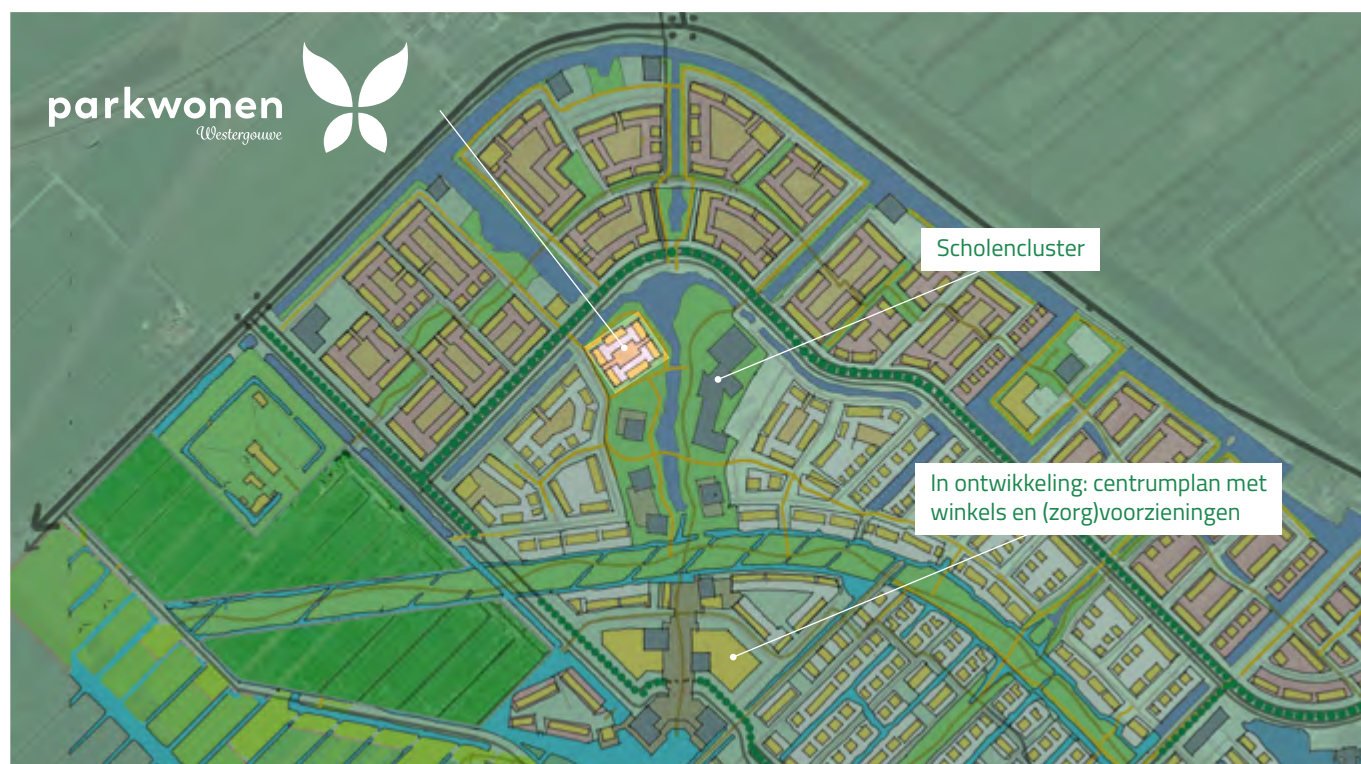 parkwonen
Westergouwe
Scholencluster
In ontwikkeling: centrumplan met
winkels en (zorg)voorzieningen